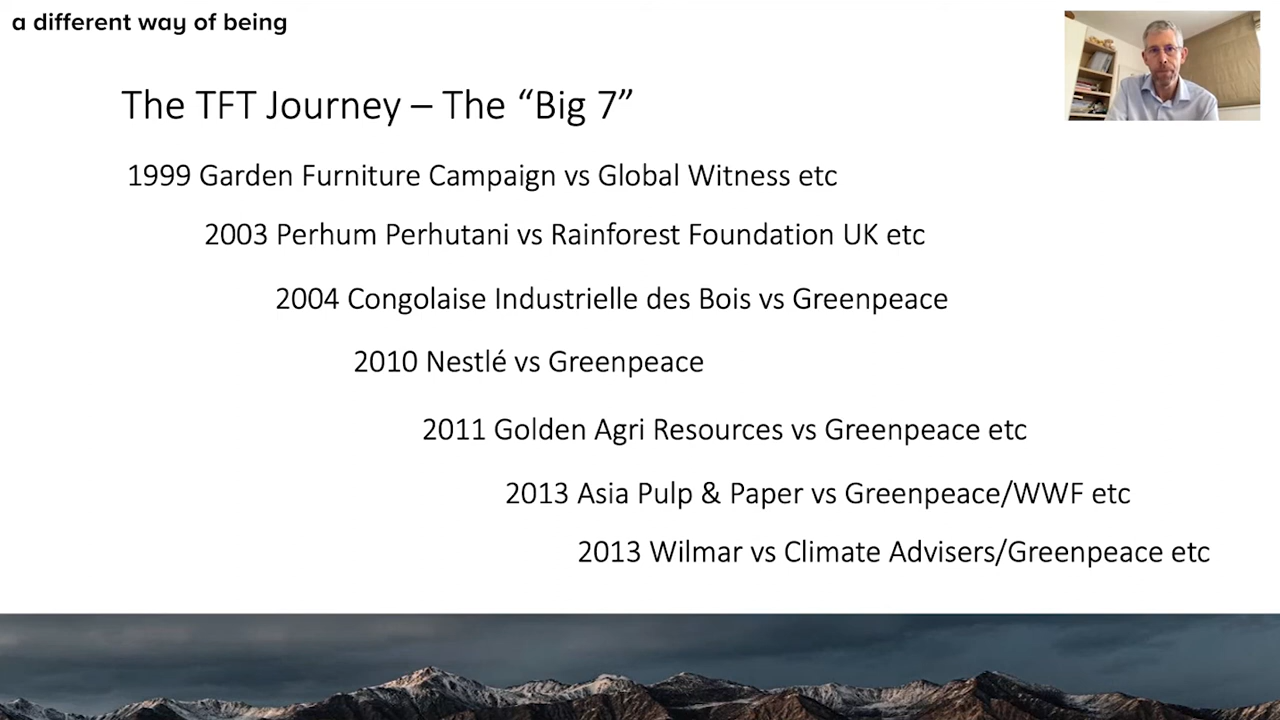 a different way of being
The TFT Journey – The “Big 7”
1999 Garden Furniture Campaign vs Global Witness etc
2003 Perhum Perhutani vs Rainforest Foundation UK etc
2004 Congolaise Industrielle des Bois vs Greenpeace
2010 Nestlé vs Greenpeace
2011 Golden Agri Resources vs Greenpeace etc
2013 Asia Pulp & Paper vs Greenpeace/WWF etc
2013 Wilmar vs Climate Advisers/Greenpeace etc